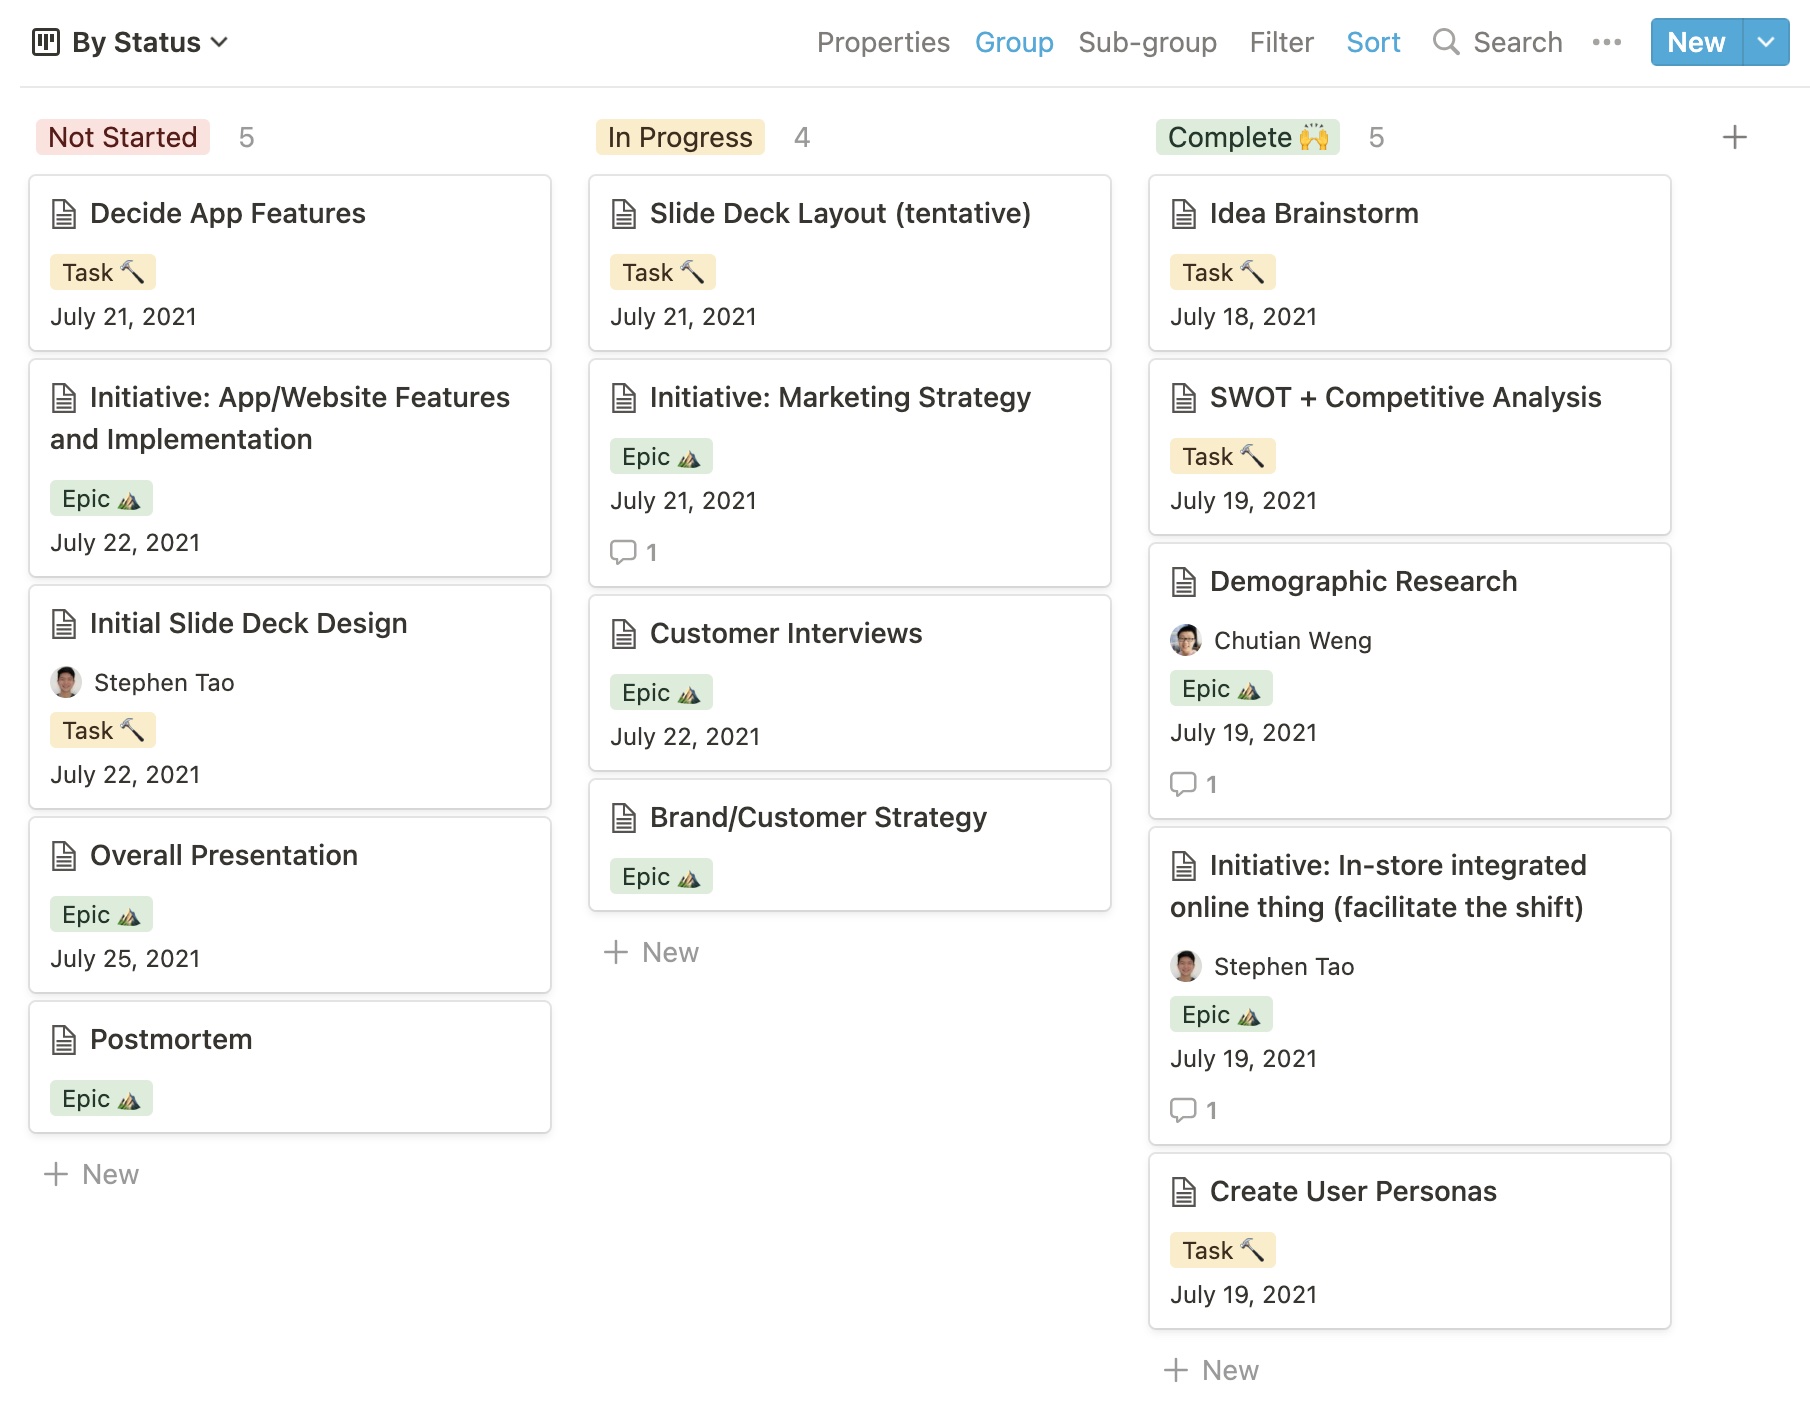 By Status
Properties Group Sub-group Filter Sort Search ••• New
Not Started 5
Decide App Features
Task 🔨
July 21, 2021
Initiative: App/Website Features
and Implementation
Epic ⛰️
July 22, 2021
Initial Slide Deck Design
Stephen Tao
Task 🔨
July 22, 2021
Overall Presentation
Epic ⛰️
July 25, 2021
Postmortem
Epic ⛰️
+ New
In Progress 4
Slide Deck Layout (tentative)
Task 🔨
July 21, 2021
Initiative: Marketing Strategy
Epic ⛰️
July 21, 2021
1
Customer Interviews
Epic ⛰️
July 22, 2021
Brand/Customer Strategy
Epic ⛰️
+ New
Complete 🙌 5
Idea Brainstorm
Task 🔨
July 18, 2021
SWOT + Competitive Analysis
Task 🔨
July 19, 2021
Demographic Research
Chutian Weng
Epic ⛰️
July 19, 2021
1
Initiative: In-store integrated
online thing (facilitate the shift)
Stephen Tao
Epic ⛰️
July 19, 2021
1
Create User Personas
Task 🔨
July 19, 2021
+ New
+